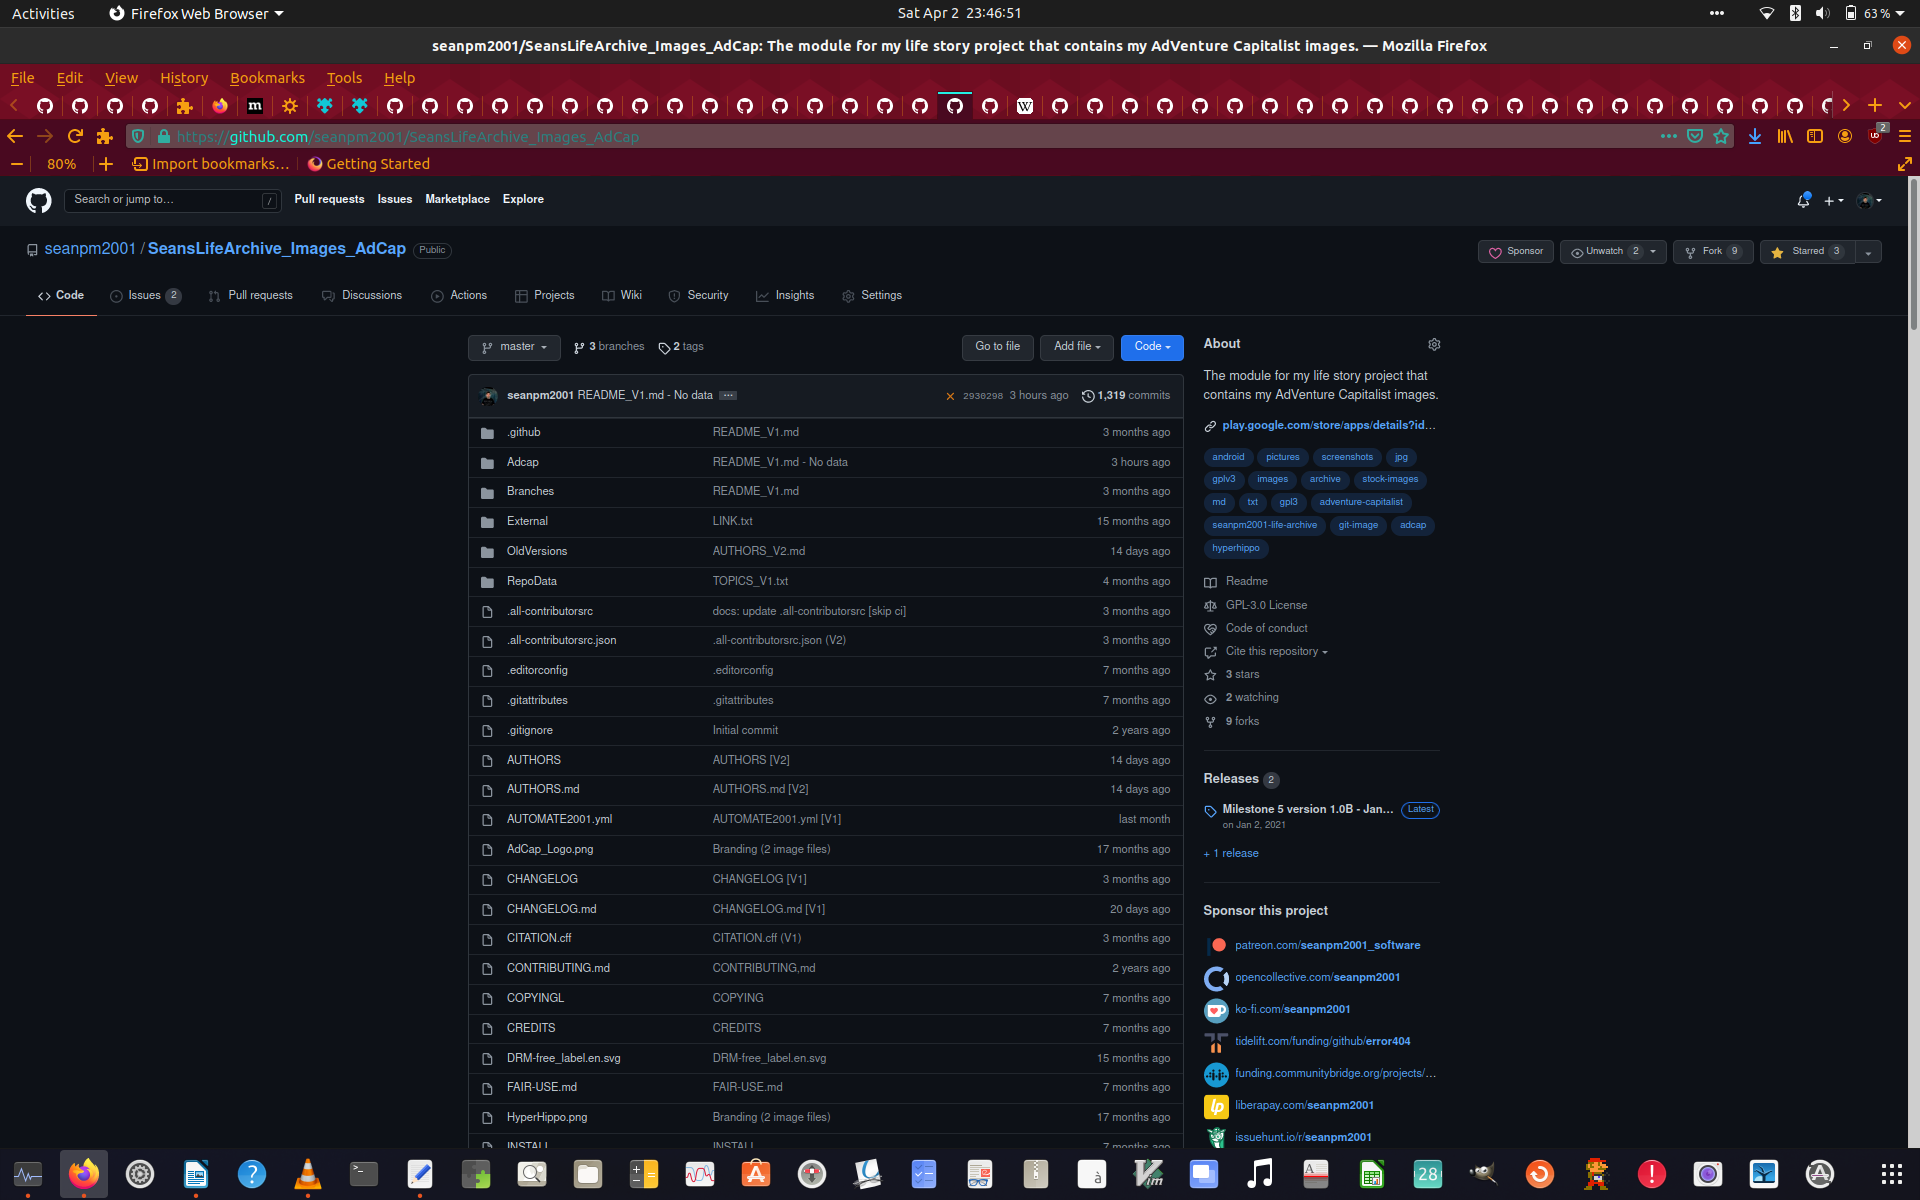 Activities Firefox Web Browser Sat Apr 2 23:46:51 63 %
seanpm2001/SeansLifeArchive_Images_AdCap: The module for my life story project that contains my AdVenture Capitalist images. — Mozilla Firefox
File Edit View History Bookmarks Tools Help
https://github.com/seanpm2001/SeansLifeArchive_Images_AdCap 2
80% Import bookmarks... Getting Started
Search or jump to... / Pull requests Issues Marketplace Explore
seanpm2001 / SeansLifeArchive_Images_AdCap Public Sponsor Unwatch 2 Fork 9 Starred 3
Code Issues 2 Pull requests Discussions Actions Projects Wiki Security Insights Settings
master 3 branches 2 tags Go to file Add file Code
seanpm2001 README_V1.md - No data ... 2930298 3 hours ago 1,319 commits
.github README_V1.md 3 months ago
Adcap README_V1.md - No data 3 hours ago
Branches README_V1.md 3 months ago
External LINK.txt 15 months ago
OldVersions AUTHORS_V2.md 14 days ago
RepoData TOPICS_V1.txt 4 months ago
.all-contributorsrc docs: update .all-contributorsrc [skip ci] 3 months ago
.all-contributorsrc.json .all-contributorsrc.json (V2) 3 months ago
.editorconfig .editorconfig 7 months ago
.gitattributes .gitattributes 7 months ago
.gitignore Initial commit 2 years ago
AUTHORS AUTHORS [V2] 14 days ago
AUTHORS.md AUTHORS.md [V2] 14 days ago
AUTOMATE2001.yml AUTOMATE2001.yml [V1] last month
AdCap_Logo.png Branding (2 image files) 17 months ago
CHANGELOG CHANGELOG [V1] 3 months ago
CHANGELOG.md CHANGELOG.md [V1] 20 days ago
CITATION.cff CITATION.cff (V1) 3 months ago
CONTRIBUTING.md CONTRIBUTING,md 2 years ago
COPYINGL COPYING 7 months ago
CREDITS CREDITS 7 months ago
DRM-free_label.en.svg DRM-free_label.en.svg 15 months ago
FAIR-USE.md FAIR-USE.md 7 months ago
HyperHippo.png Branding (2 image files) 17 months ago
INSTALL INSTALL 7 months ago
About
The module for my life story project that
contains my AdVenture Capitalist images.
play.google.com/store/apps/details?id...
android pictures screenshots jpg
gplv3 images archive stock-images
md txt gpl3 adventure-capitalist
seanpm2001-life-archive git-image adcap
hyperhippo
Readme
GPL-3.0 License
Code of conduct
Cite this repository
3 stars
2 watching
9 forks
Releases 2
Milestone 5 version 1.0B - Jan... Latest
on Jan 2, 2021
+ 1 release
Sponsor this project
patreon.com/seanpm2001_software
opencollective.com/seanpm2001
ko-fi.com/seanpm2001
tidelift.com/funding/github/error404
funding.communitybridge.org/projects/...
liberapay.com/seanpm2001
issuehunt.io/r/seanpm2001
28